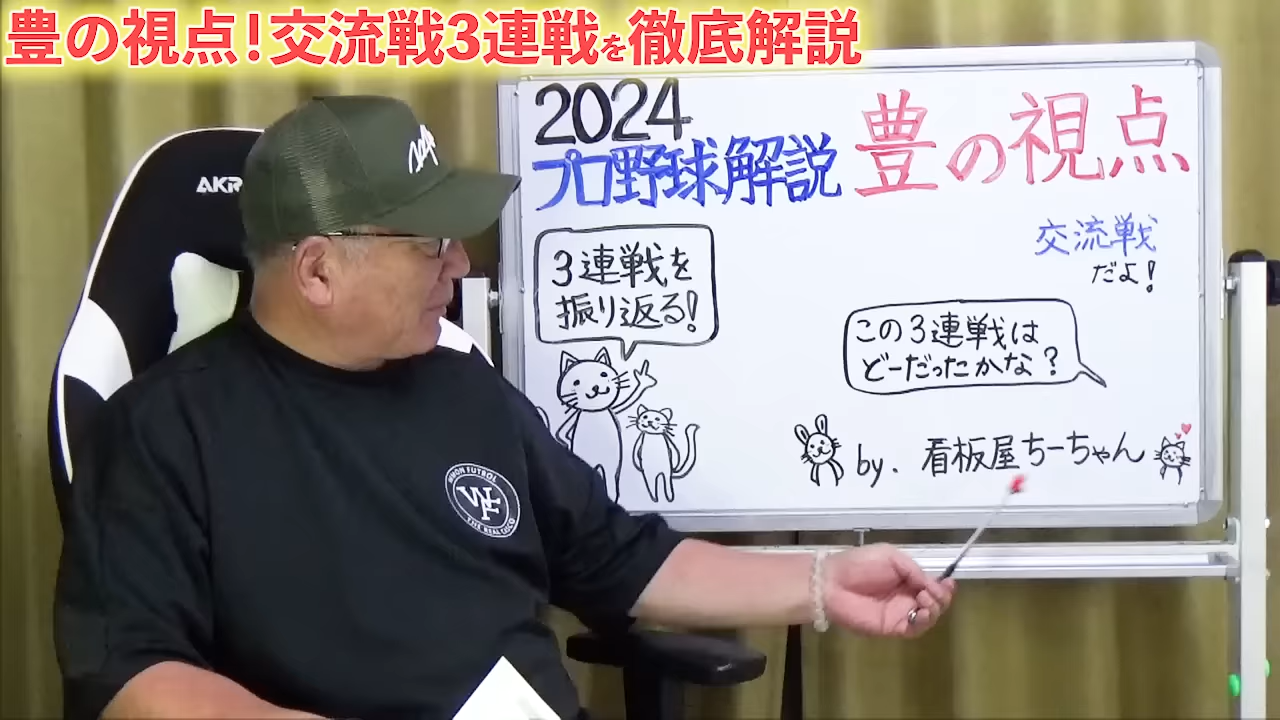 豊の視点!交流戦3連戦を徹底解説
2024
プロ野球解説 豊の視点
交流戦
だよ!
3連戦を
振り返る!
この3連戦は
どーだったかな?
by. 看板屋ちーちゃん
AKR